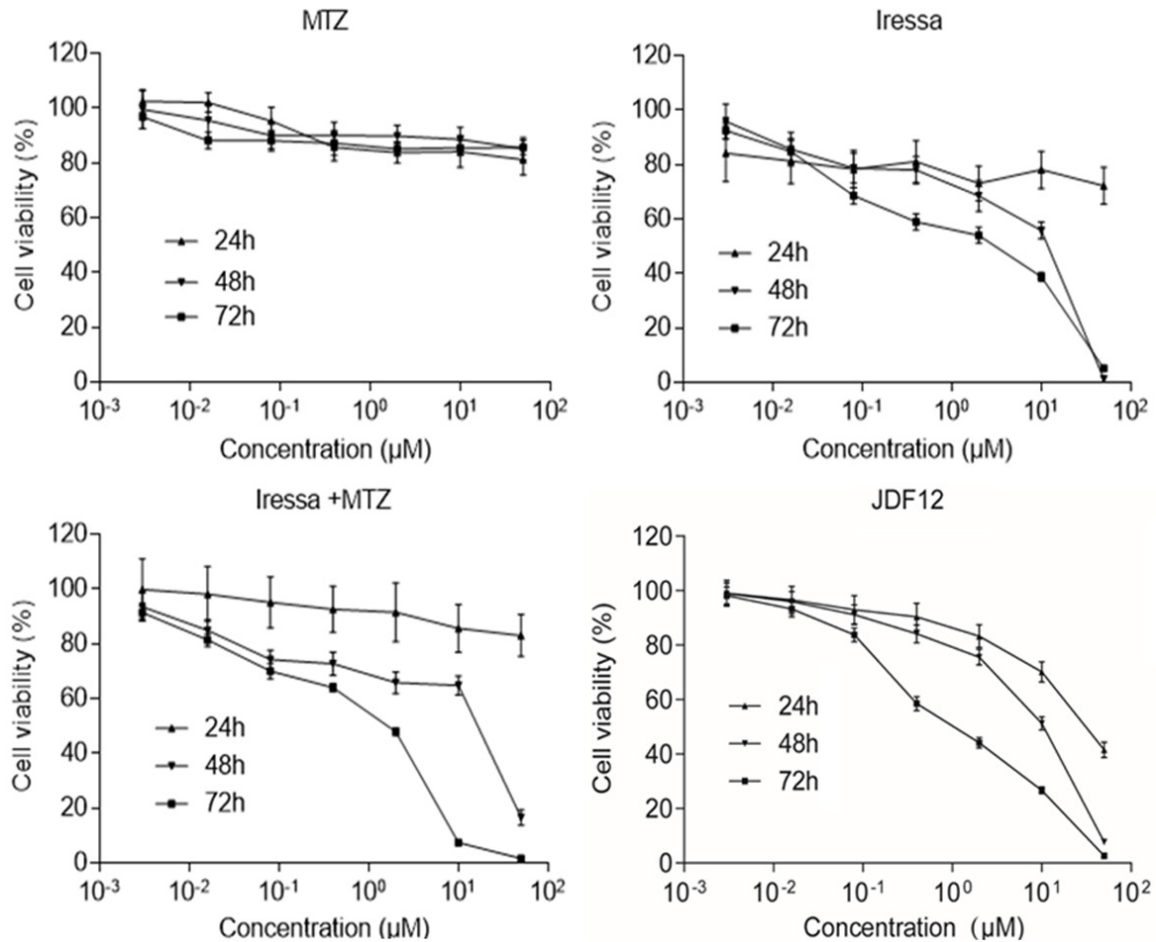 MTZ
120
100
80
60
40
20
0
Cell viability (%)
24h
48h
72h
10-3 10-2 10-1 100 101 102
Concentration (µM)
Iressa
120
100
80
60
40
20
0
Cell viability (%)
24h
48h
72h
10-3 10-2 10-1 100 101 102
Concentration (µM)
Iressa +MTZ
120
100
80
60
40
20
0
Cell viability (%)
24h
48h
72h
10-3 10-2 10-1 100 101 102
Concentration (µM)
JDF12
120
100
80
60
40
20
0
Cell viability (%)
24h
48h
72h
10-3 10-2 10-1 100 101 102
Concentration (µM)